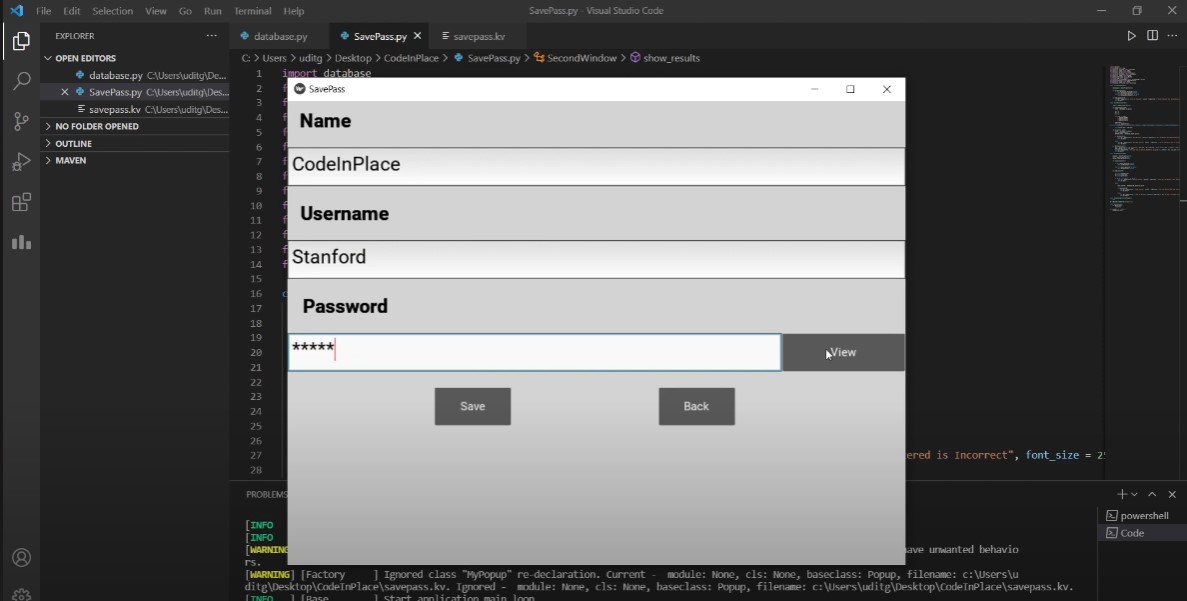 File Edit Selection View Go Run Terminal Help
SavePass.py - Visual Studio Code
EXPLORER
OPEN EDITORS
database.py C:\Users\uditg\De...
SavePass.py C:\Users\uditg\Des...
savepass.kv C:\Users\uditg\Des...
NO FOLDER OPENED
OUTLINE
MAVEN
database.py
SavePass.py
savepass.kv
C: > Users > uditg > Desktop > CodeInPlace > SavePass.py > SecondWindow > show_results
1 import database
2 f
3 f
4 f
5 f
6 f
7 f
8 f
9 f
10 f
11 f
12 f
13 f
14 f
15
16 c
17
18
19
20
21
22
23
24
25
26
27 ered is Incorrect", font_size = 2
28
SavePass
Name
CodeInPlace
Username
Stanford
Password
*****
View
Save
Back
PROBLEMS
powershell
Code
[INFO
[INFO
[WARNING ave unwanted behavio
rs.
[WARNING] [Factory ] Ignored class "MyPopup" re-declaration. Current - module: None, cls: None, baseclass: Popup, filename: c:\Users\u
ditg\Desktop\CodeInPlace\savepass.kv. Ignored - module: None, cls: None, baseclass: Popup, filename: c:\Users\uditg\Desktop\CodeInPlace\savepass.kv.
[INFO ] [Base ] Start application main loop